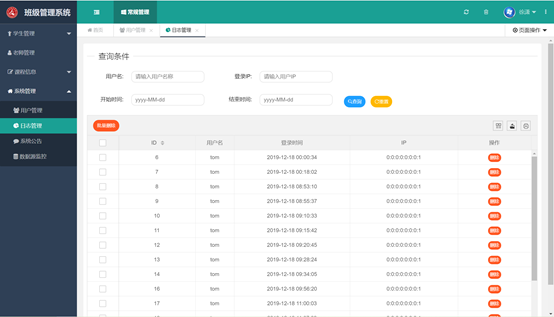 班级管理系统
常规管理
学生管理
老师管理
课程信息
系统管理
用户管理
日志管理
系统公告
数据源监控
首页
用户管理
日志管理
页面操作
查询条件
用户名:
请输入用户名称
登录IP:
请输入用户IP
开始时间:
yyyy-MM-dd
结束时间:
yyyy-MM-dd
查询
批量删除
ID 用户名 登录时间 IP 操作
6 tom 2019-12-18 00:00:34 0:0:0:0:0:0:0:1 删除
7 tom 2019-12-18 00:18:02 0:0:0:0:0:0:0:1 删除
8 tom 2019-12-18 08:53:10 0:0:0:0:0:0:0:1 删除
9 tom 2019-12-18 08:55:37 0:0:0:0:0:0:0:1 删除
10 tom 2019-12-18 09:10:33 0:0:0:0:0:0:0:1 删除
11 tom 2019-12-18 09:15:42 0:0:0:0:0:0:0:1 删除
12 tom 2019-12-18 09:20:45 0:0:0:0:0:0:0:1 删除
13 tom 2019-12-18 09:28:24 0:0:0:0:0:0:0:1 删除
14 tom 2019-12-18 09:34:05 0:0:0:0:0:0:0:1 删除
16 tom 2019-12-18 09:56:20 0:0:0:0:0:0:0:1 删除
17 tom 2019-12-18 11:00:03 0:0:0:0:0:0:0:1 删除